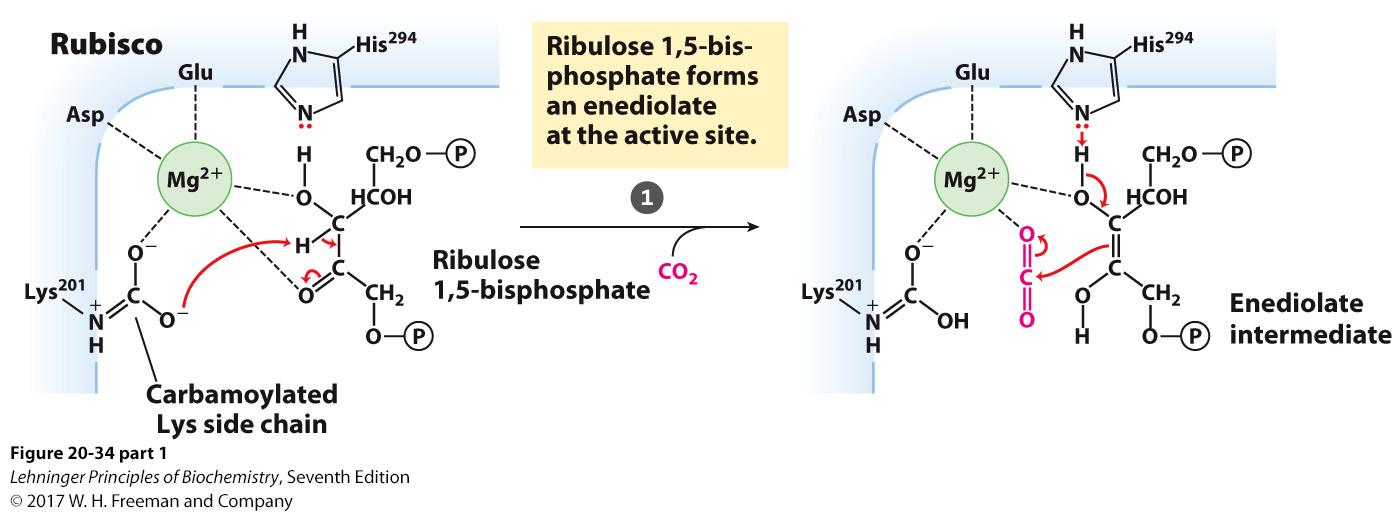 Rubisco
Glu
Asp
Mg2+
H
N
His294
N
H
O
H
C
HCOH
CH2O—P
C
O
CH2
O—P
O−
C
O−
Lys201
+
N
H
Carbamoylated
Lys side chain
Ribulose 1,5-bis-
phosphate forms
an enediolate
at the active site.
1
CO2
Ribulose
1,5-bisphosphate
Glu
Asp
Mg2+
H
N
His294
N
H
O
C
HCOH
CH2O—P
O
C
O
C
O
H
CH2
O—P
O−
C
OH
Lys201
+
N
H
Enediolate
intermediate
Figure 20-34 part 1
Lehninger Principles of Biochemistry, Seventh Edition
© 2017 W. H. Freeman and Company